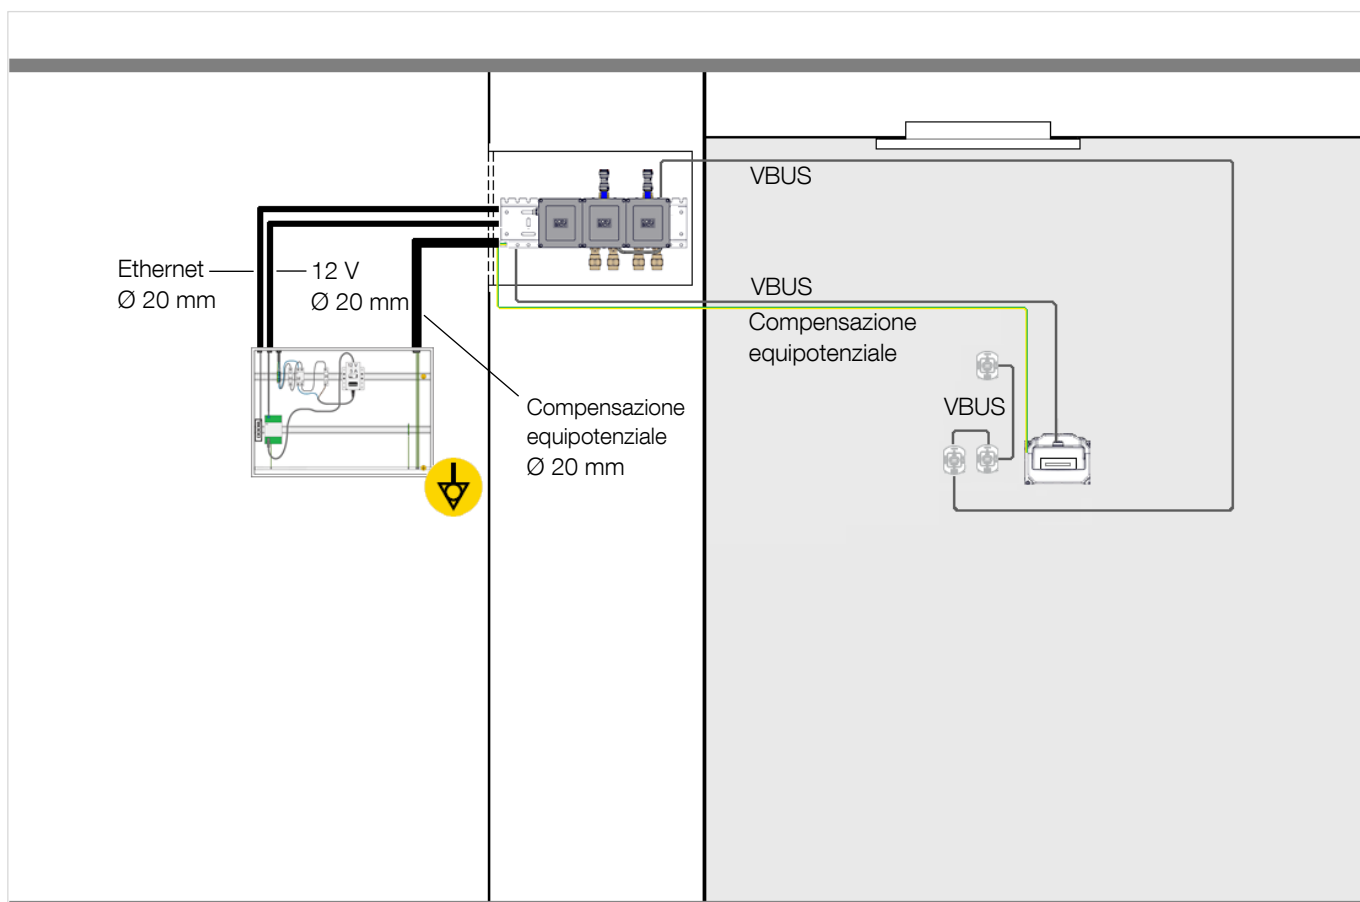 VBUS
Ethernet
Ø 20 mm
12 V
Ø 20 mm
VBUS
Compensazione
equipotenziale
VBUS
Compensazione
equipotenziale
Ø 20 mm